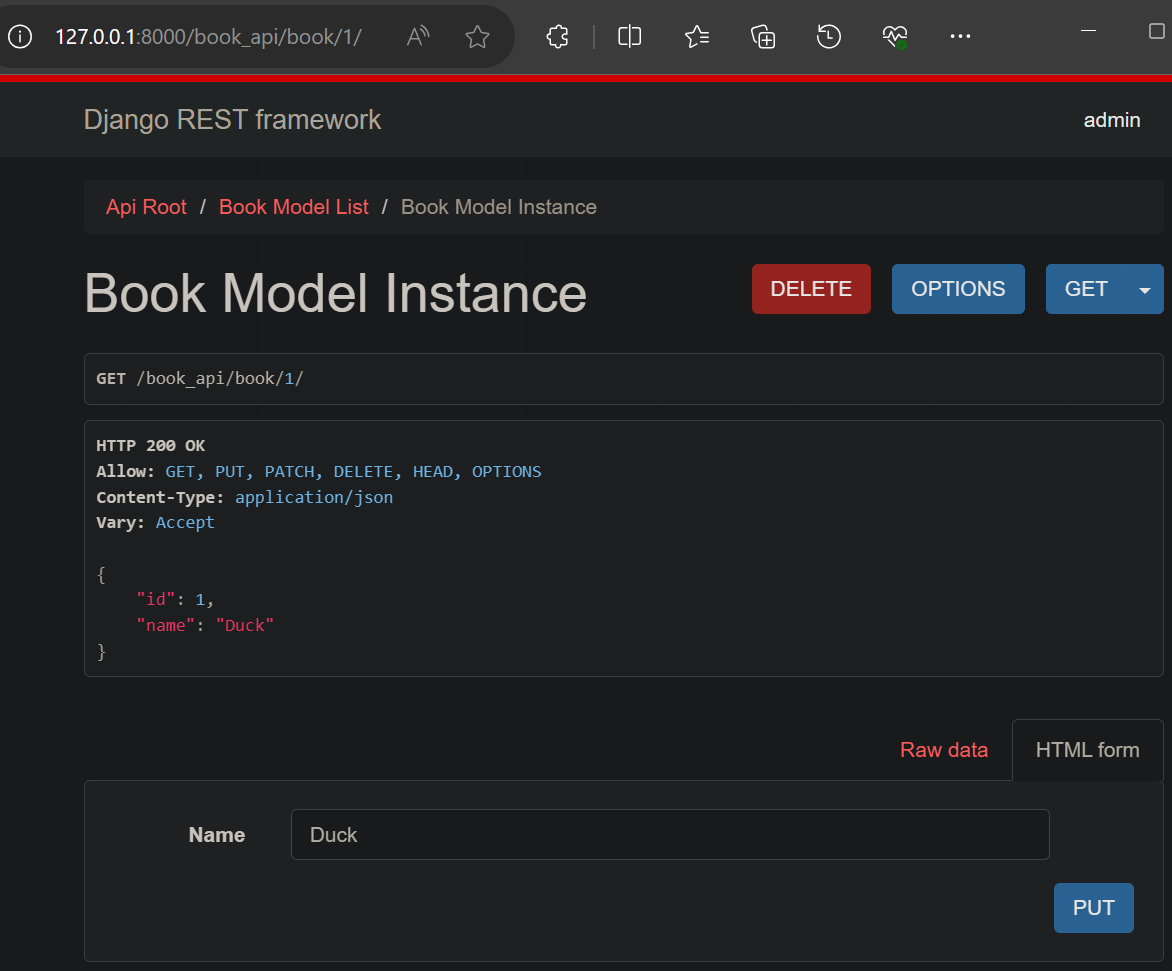 127.0.0.1:8000/book_api/book/1/
Django REST framework admin
Api Root / Book Model List / Book Model Instance
Book Model Instance DELETE OPTIONS GET
GET /book_api/book/1/
HTTP 200 OK
Allow: GET, PUT, PATCH, DELETE, HEAD, OPTIONS
Content-Type: application/json
Vary: Accept
{
    "id": 1,
    "name": "Duck"
}
Raw data HTML form
Name Duck
PUT